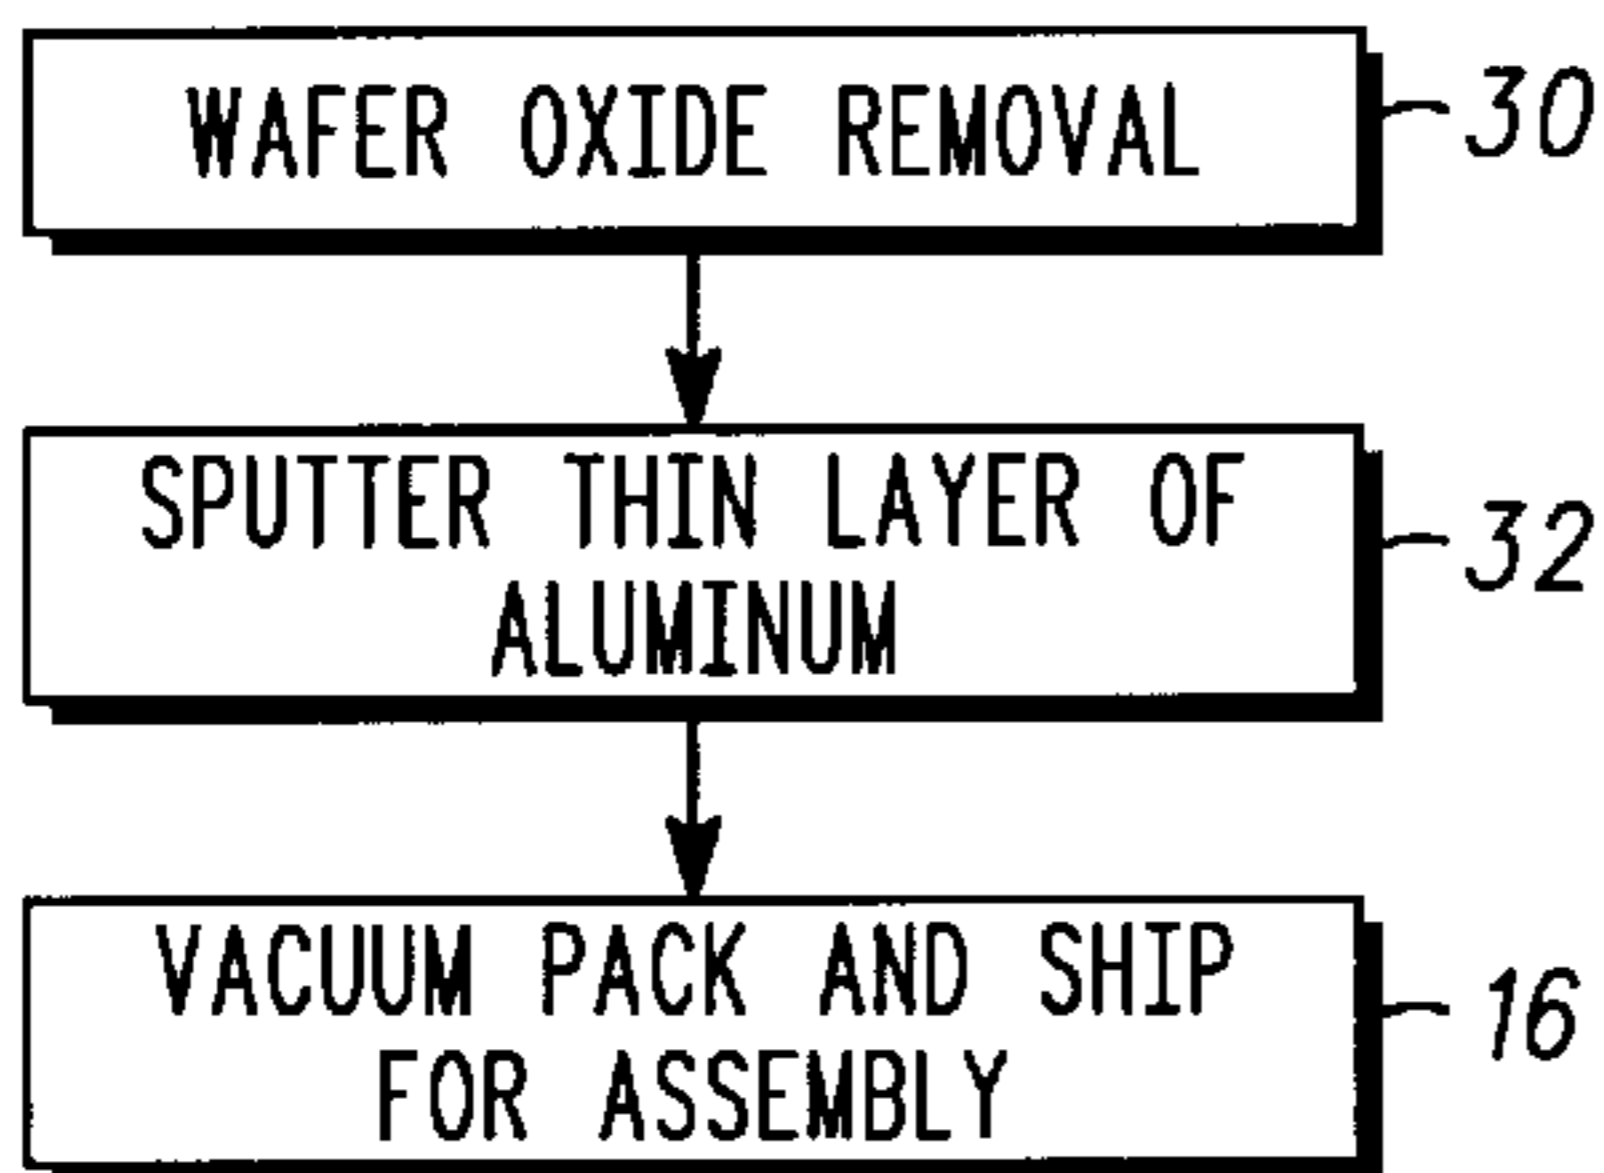 WAFER OXIDE REMOVAL
30
SPUTTER THIN LAYER OF
ALUMINUM
32
VACUUM PACK AND SHIP
FOR ASSEMBLY
16